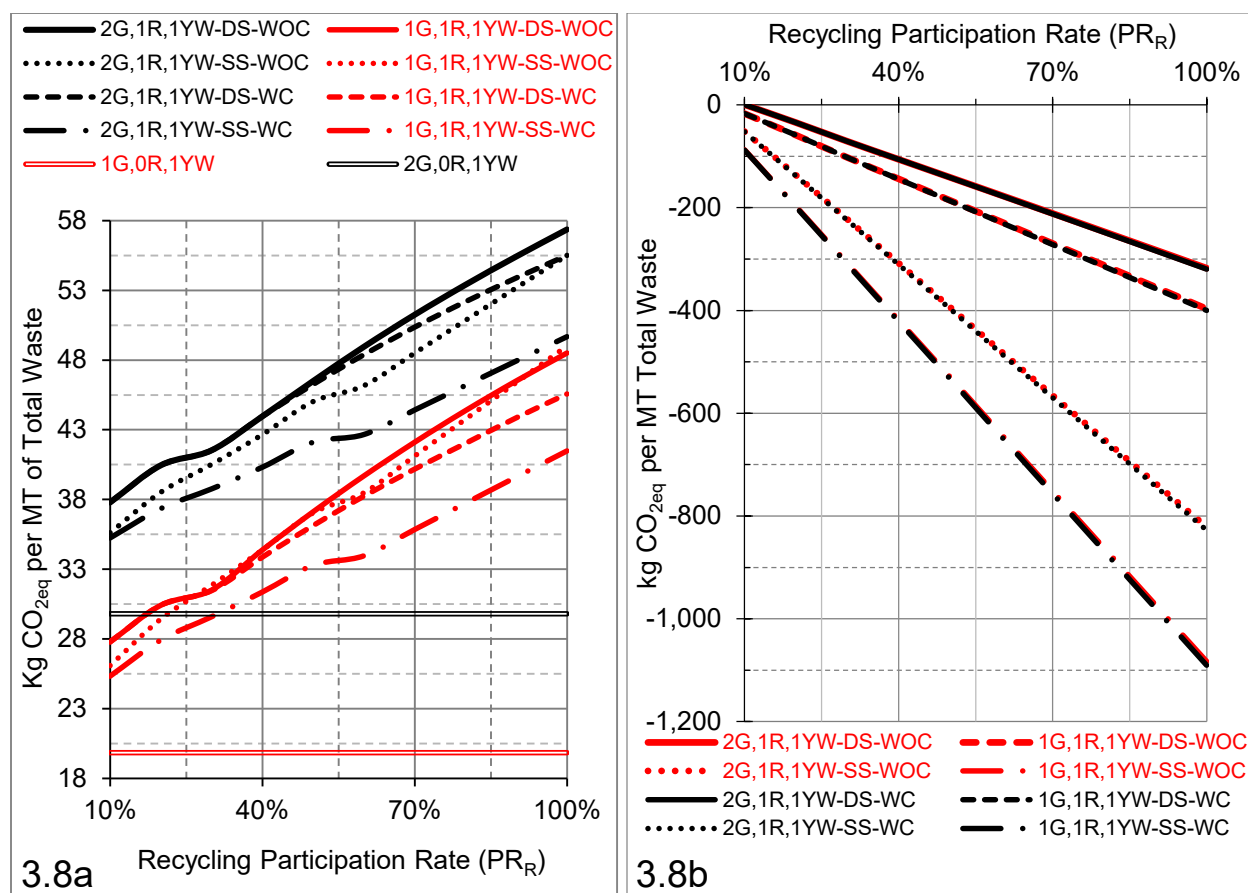 2G,1R,1YW-DS-WOC 1G,1R,1YW-DS-WOC
2G,1R,1YW-SS-WOC 1G,1R,1YW-SS-WOC
2G,1R,1YW-DS-WC 1G,1R,1YW-DS-WC
2G,1R,1YW-SS-WC 1G,1R,1YW-SS-WC
1G,0R,1YW 2G,0R,1YW
Kg CO2eq per MT of Total Waste
58
53
48
43
38
33
28
23
18
10% 40% 70% 100%
Recycling Participation Rate (PRR)
3.8a
Recycling Participation Rate (PRR)
10% 40% 70% 100%
kg CO2eq per MT Total Waste
0
-200
-400
-600
-800
-1,000
-1,200
2G,1R,1YW-DS-WOC 1G,1R,1YW-DS-WOC
2G,1R,1YW-SS-WOC 1G,1R,1YW-SS-WOC
2G,1R,1YW-DS-WC 1G,1R,1YW-DS-WC
2G,1R,1YW-SS-WC 1G,1R,1YW-SS-WC
3.8b